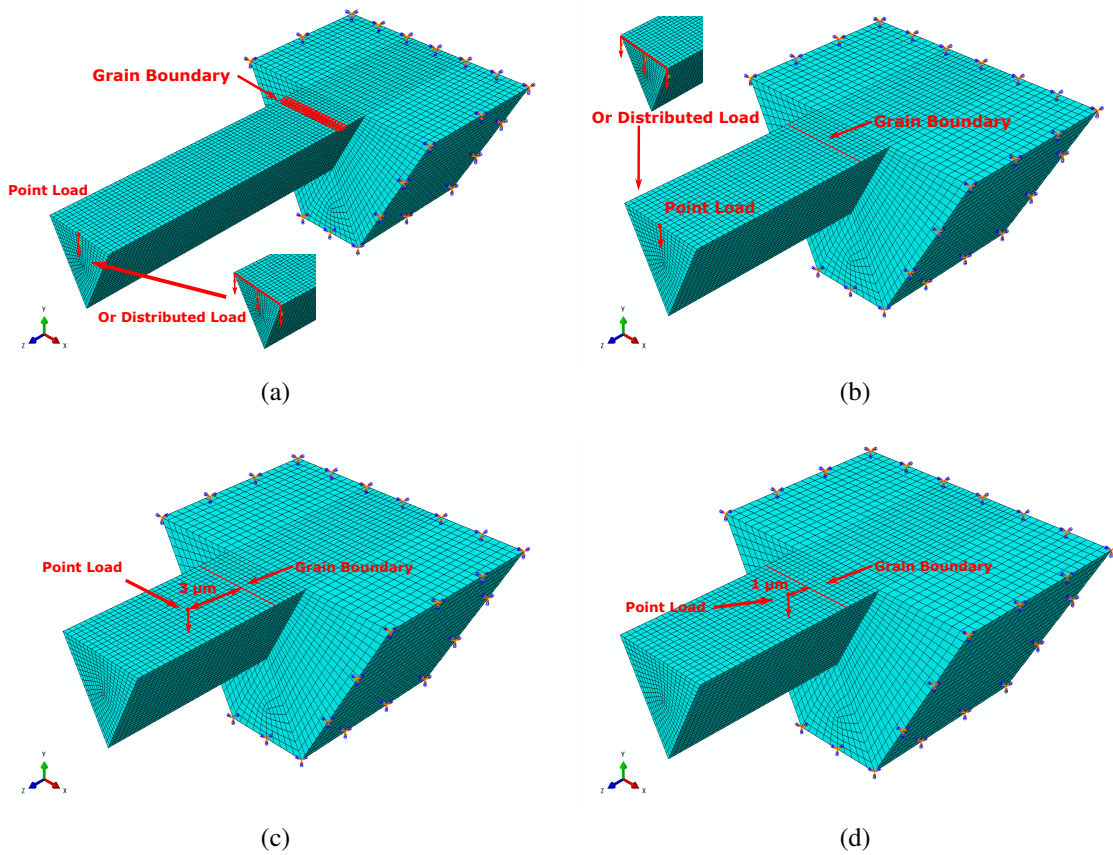 Grain Boundary
Point Load
Or Distributed Load
Y
Z
X
(a)
Or Distributed Load
Grain Boundary
Point Load
Y
Z
X
(b)
Point Load
3 µm
Grain Boundary
Y
Z
X
(c)
1 µm
Grain Boundary
Point Load
Y
Z
X
(d)